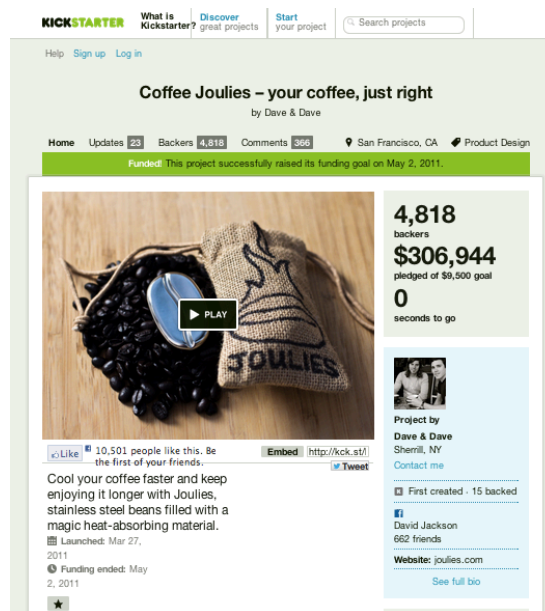 KICKSTARTER
What is
Kickstarter?
Discover
great projects
Start
your project
Search projects
Help Sign up Log in
Coffee Joulies – your coffee, just right
by Dave & Dave
Home Updates 23 Backers 4,818 Comments 366 San Francisco, CA Product Design
Funded! This project successfully raised its funding goal on May 2, 2011.
PLAY
JOULIES
4,818
backers
$306,944
pledged of $9,500 goal
0
seconds to go
Like 10,501 people like this. Be
the first of your friends.
Embed http://kck.st/
Tweet
Cool your coffee faster and keep
enjoying it longer with Joulies,
stainless steel beans filled with a
magic heat-absorbing material.
Launched: Mar 27,
2011
Funding ended: May
2, 2011
Project by
Dave & Dave
Sherrill, NY
Contact me
First created · 15 backed
David Jackson
662 friends
Website: joulies.com
See full bio